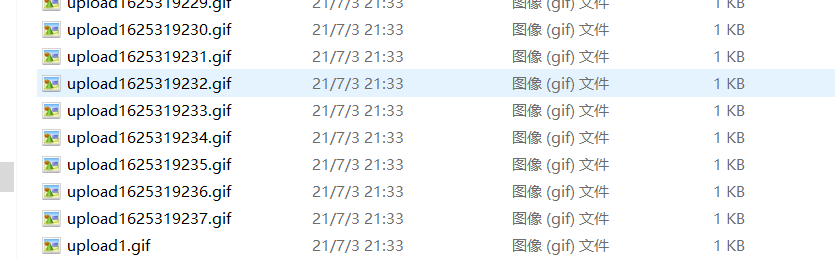 upload1625319229.gif 21/7/3 21:33 图像 (gif) 文件 1 KB
upload1625319230.gif 21/7/3 21:33 图像 (gif) 文件 1 KB
upload1625319231.gif 21/7/3 21:33 图像 (gif) 文件 1 KB
upload1625319232.gif 21/7/3 21:33 图像 (gif) 文件 1 KB
upload1625319233.gif 21/7/3 21:33 图像 (gif) 文件 1 KB
upload1625319234.gif 21/7/3 21:33 图像 (gif) 文件 1 KB
upload1625319235.gif 21/7/3 21:33 图像 (gif) 文件 1 KB
upload1625319236.gif 21/7/3 21:33 图像 (gif) 文件 1 KB
upload1625319237.gif 21/7/3 21:33 图像 (gif) 文件 1 KB
upload1.gif 21/7/3 21:33 图像 (gif) 文件 1 KB